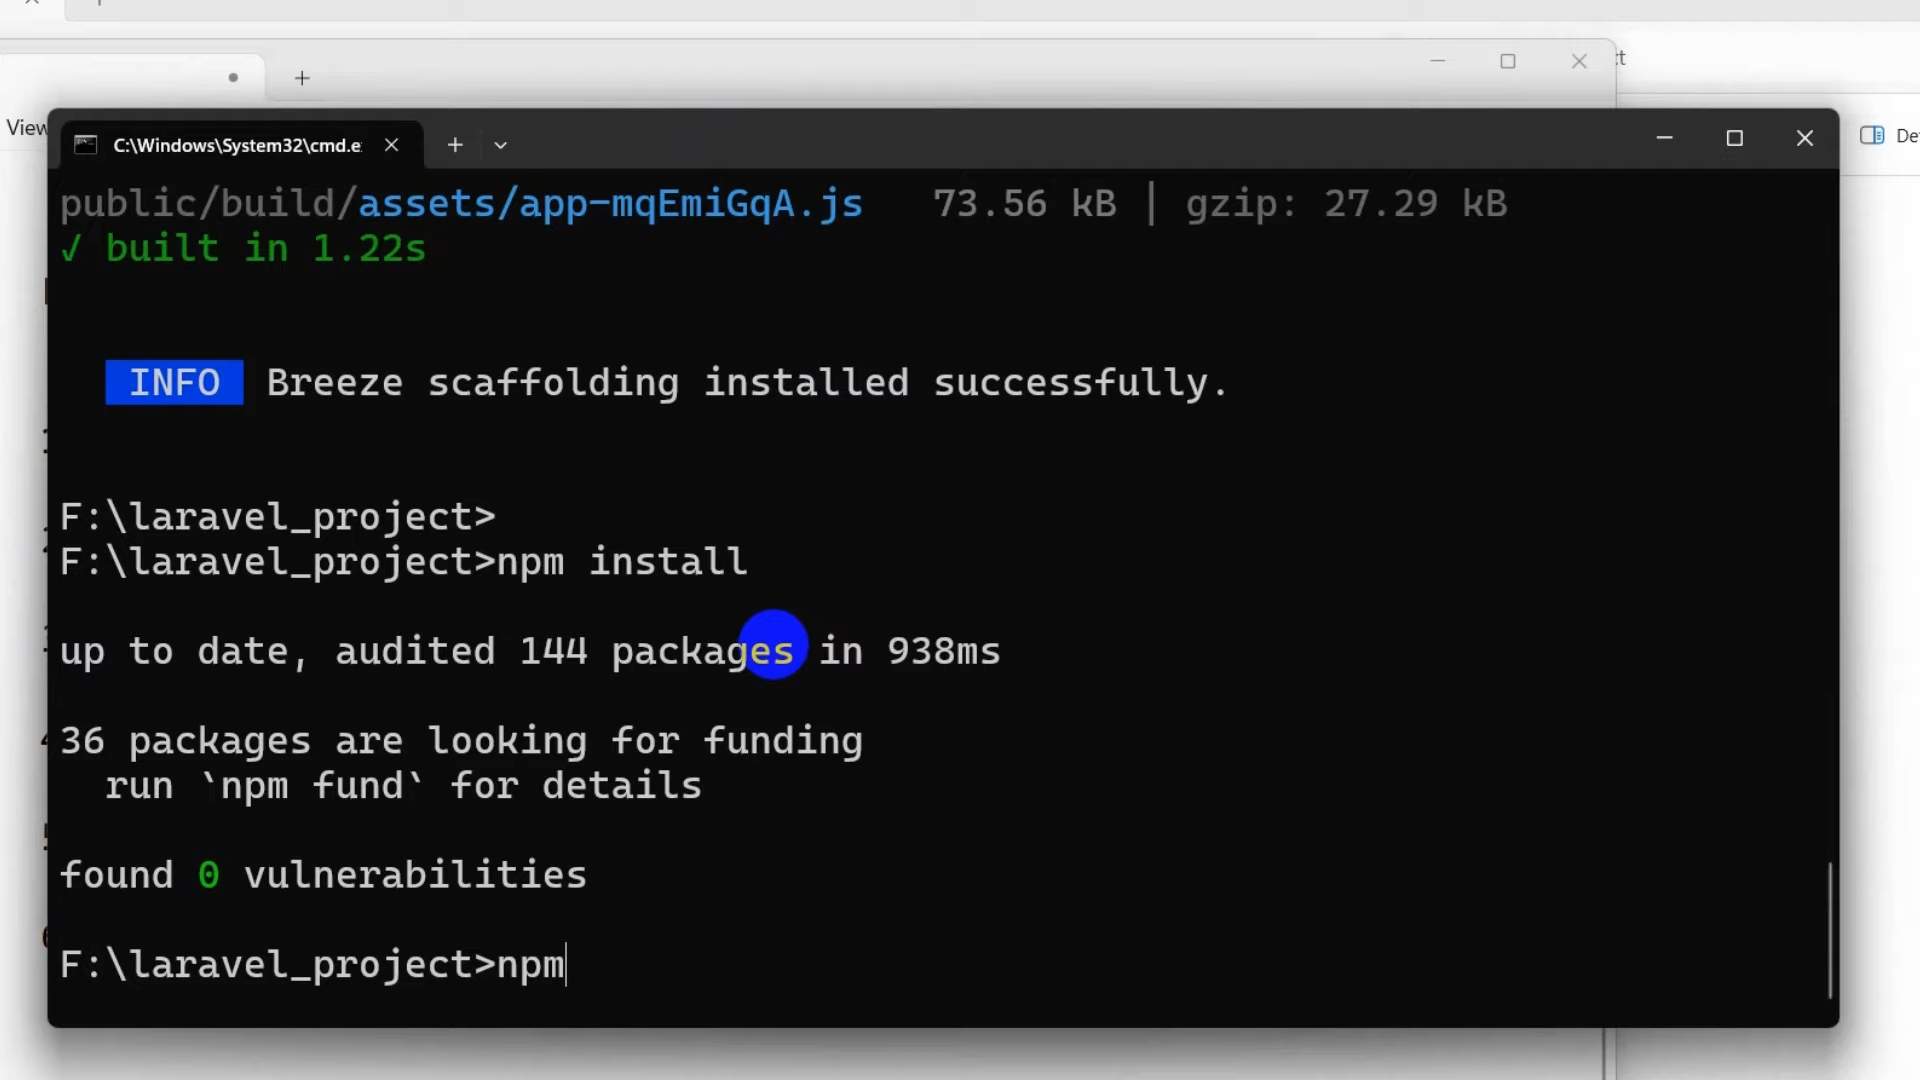 View
C:\Windows\System32\cmd.e
De
public/build/assets/app-mqEmiGqA.js 73.56 kB | gzip: 27.29 kB
√ built in 1.22s
INFO Breeze scaffolding installed successfully.
F:\laravel_project>
F:\laravel_project>npm install
up to date, audited 144 packages in 938ms
36 packages are looking for funding
run `npm fund` for details
found 0 vulnerabilities
F:\laravel_project>npm